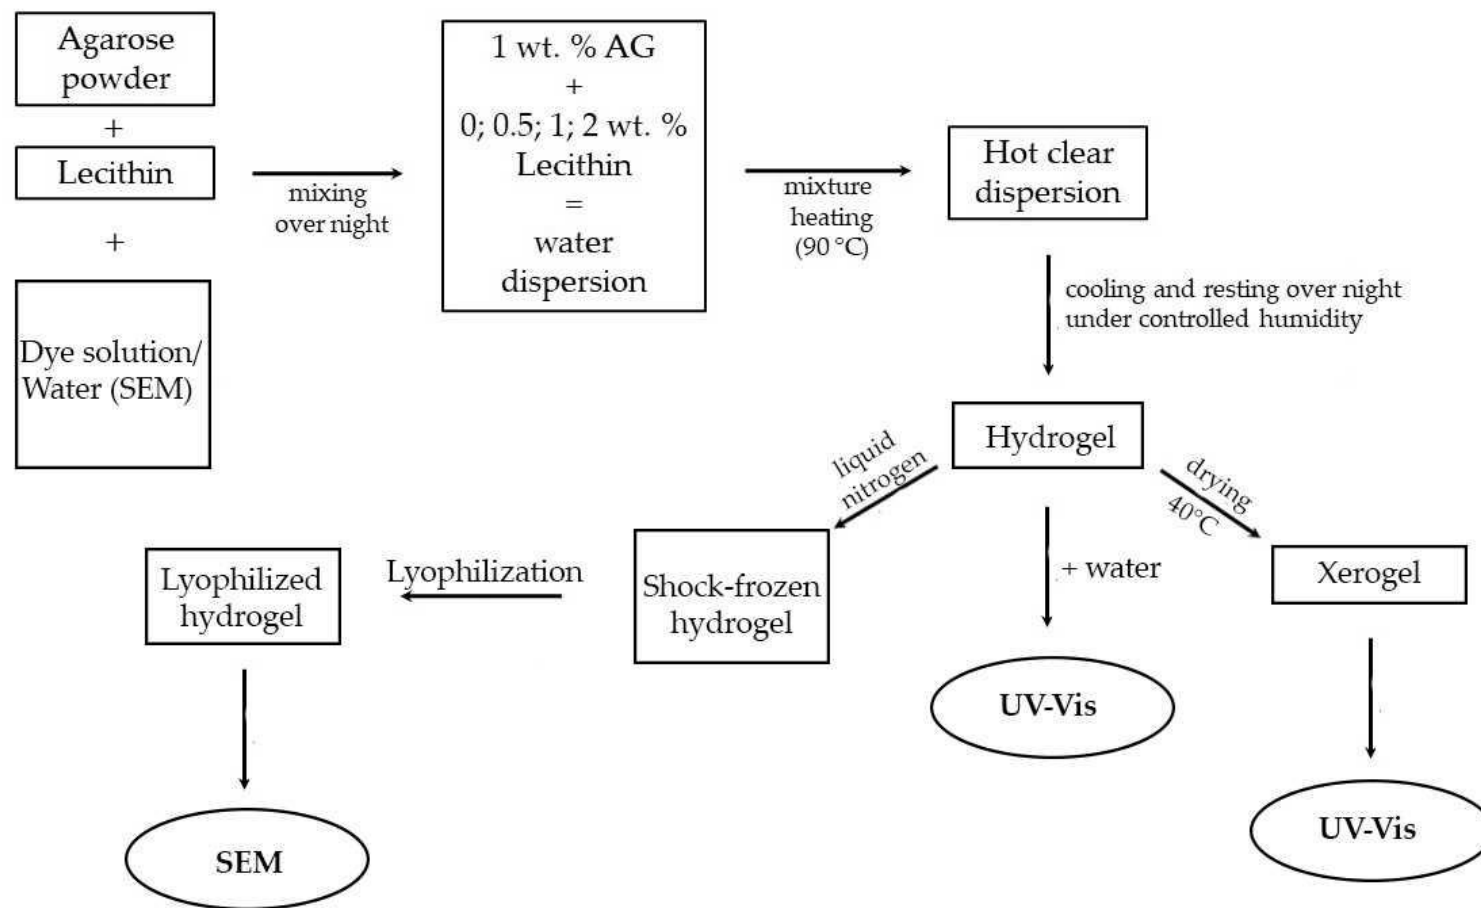 Agarose
powder
+
Lecithin
+
Dye solution/
Water (SEM)
mixing
over night
1 wt. % AG
+
0; 0.5; 1; 2 wt. %
Lecithin
=
water
dispersion
mixture
heating
(90 °C)
Hot clear
dispersion
cooling and resting over night
under controlled humidity
Hydrogel
liquid
nitrogen
drying
40°C
+ water
Xerogel
Shock-frozen
hydrogel
Lyophilization
Lyophilized
hydrogel
UV-Vis
UV-Vis
SEM